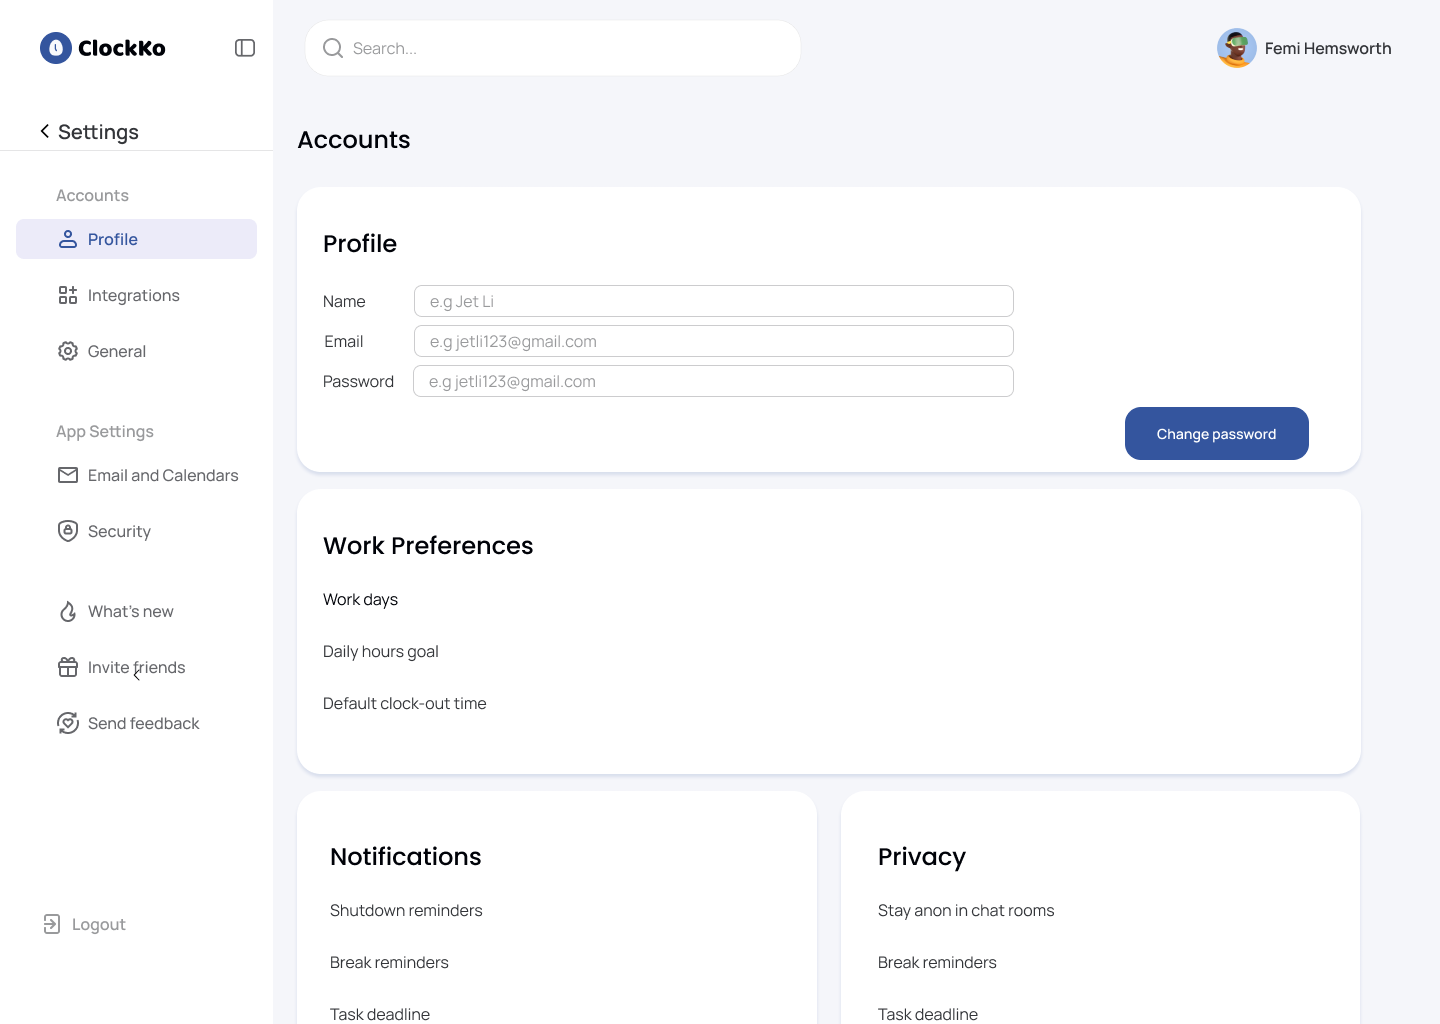 ClockKo
Search...
Femi Hemsworth
Settings
Accounts
Profile
Integrations
General
App Settings
Email and Calendars
Security
What's new
Invite friends
Send feedback
Logout
Accounts
Profile
Name
e.g Jet Li
Email
e.g jetli123@gmail.com
Password
e.g jetli123@gmail.com
Change password
Work Preferences
Work days
Daily hours goal
Default clock-out time
Notifications
Shutdown reminders
Break reminders
Task deadline
Privacy
Stay anon in chat rooms
Break reminders
Task deadline